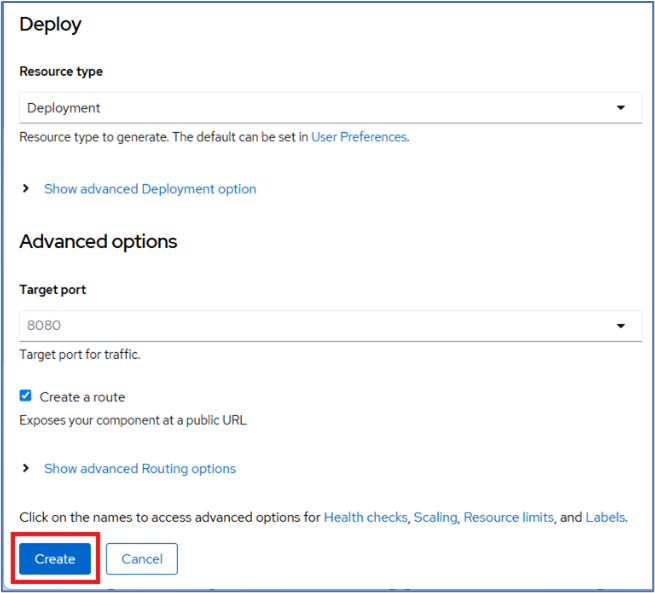 Deploy
Resource type
Deployment
Resource type to generate. The default can be set in User Preferences.
Show advanced Deployment option
Advanced options
Target port
8080
Target port for traffic.
Create a route
Exposes your component at a public URL
Show advanced Routing options
Click on the names to access advanced options for Health checks, Scaling, Resource limits, and Labels.
Create Cancel